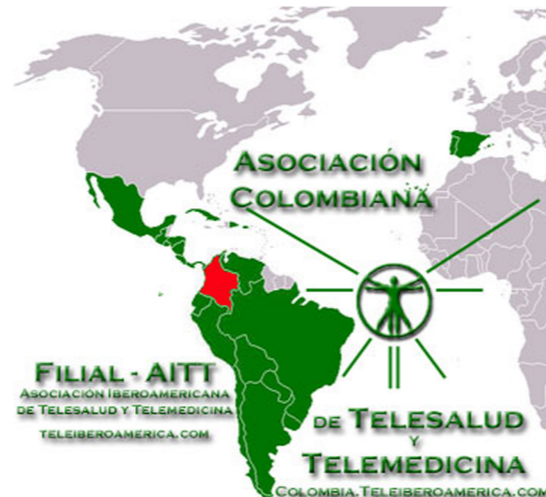 ASOCIACIÓN
COLOMBIANA
FILIAL - AITT
ASOCIACIÓN IBEROAMERICANA
DE TELESALUD Y TELEMEDICINA
TELEIBEROAMERICA.COM
DE TELESALUD
Y
TELEMEDICINA
COLOMBIA.TELEIBEROAMERICA.COM